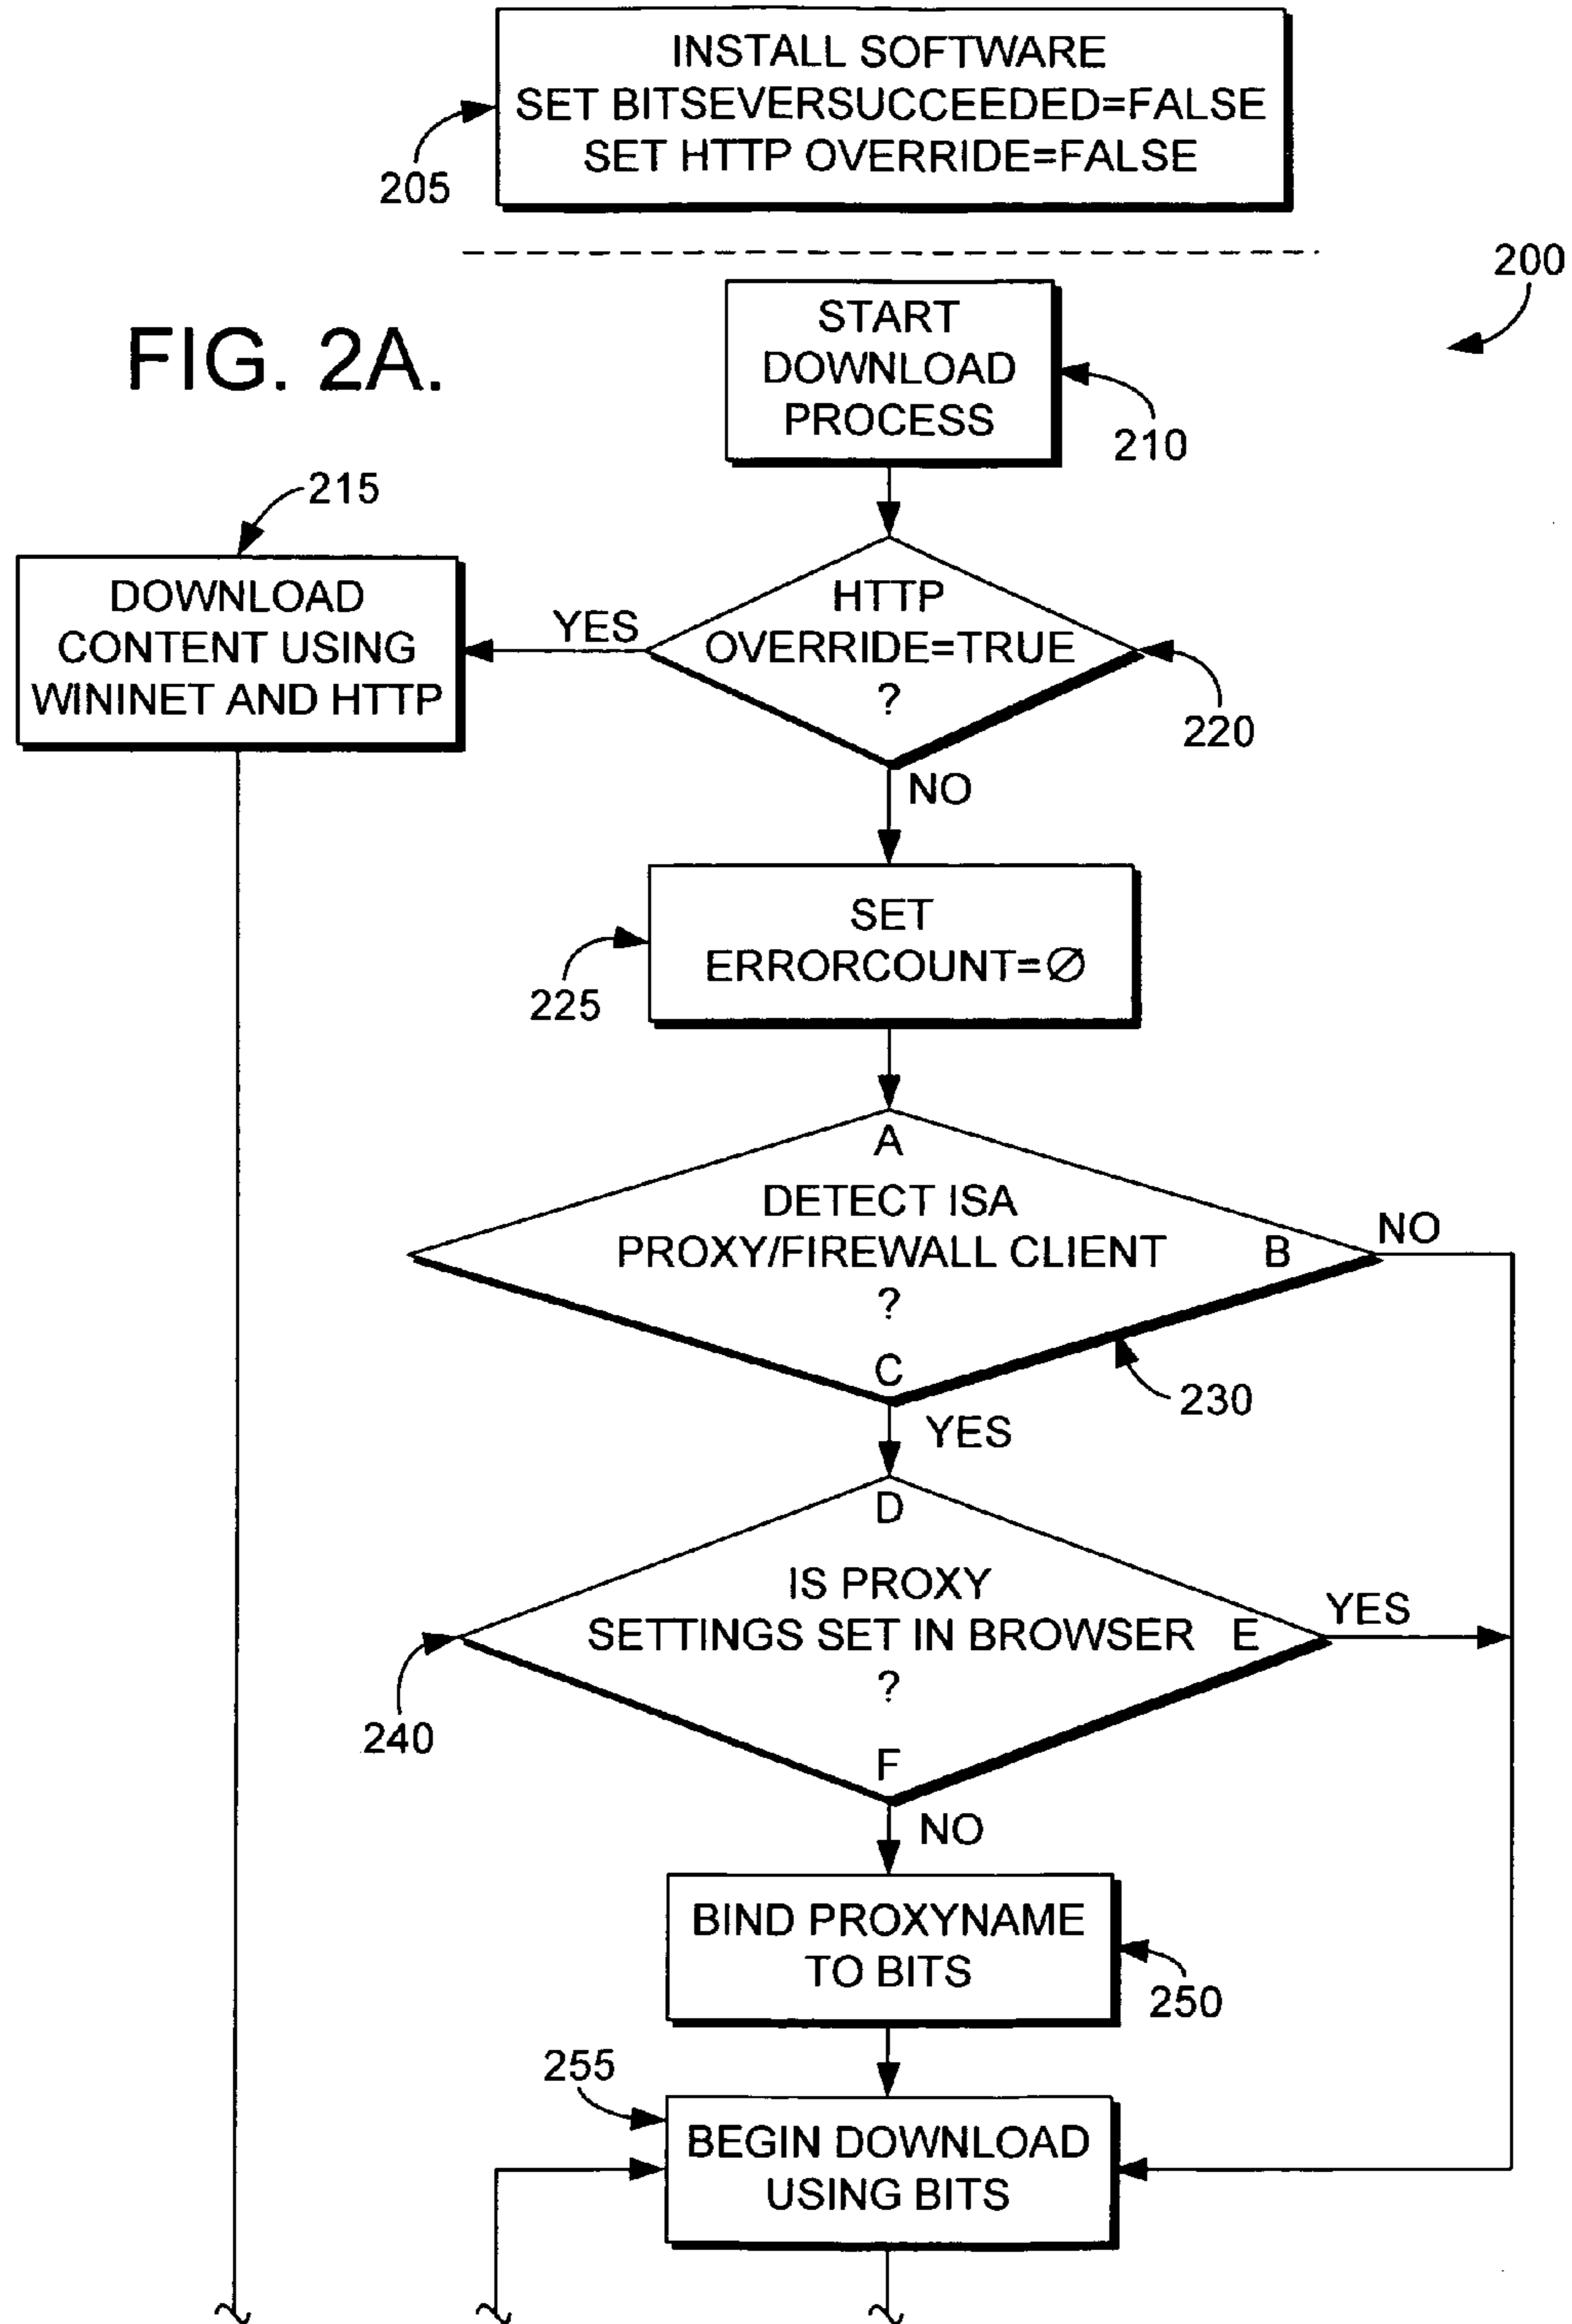 INSTALL SOFTWARE
SET BITSEVERSUCCEEDED=FALSE
SET HTTP OVERRIDE=FALSE
205
200
FIG. 2A.
START
DOWNLOAD
PROCESS
210
215
DOWNLOAD
CONTENT USING
WININET AND HTTP
YES
HTTP
OVERRIDE=TRUE
?
220
NO
SET
ERRORCOUNT=∅
225
A
DETECT ISA
PROXY/FIREWALL CLIENT
?
B
NO
C
230
YES
D
IS PROXY
SETTINGS SET IN BROWSER
?
E
YES
240
F
NO
BIND PROXYNAME
TO BITS
250
255
BEGIN DOWNLOAD
USING BITS